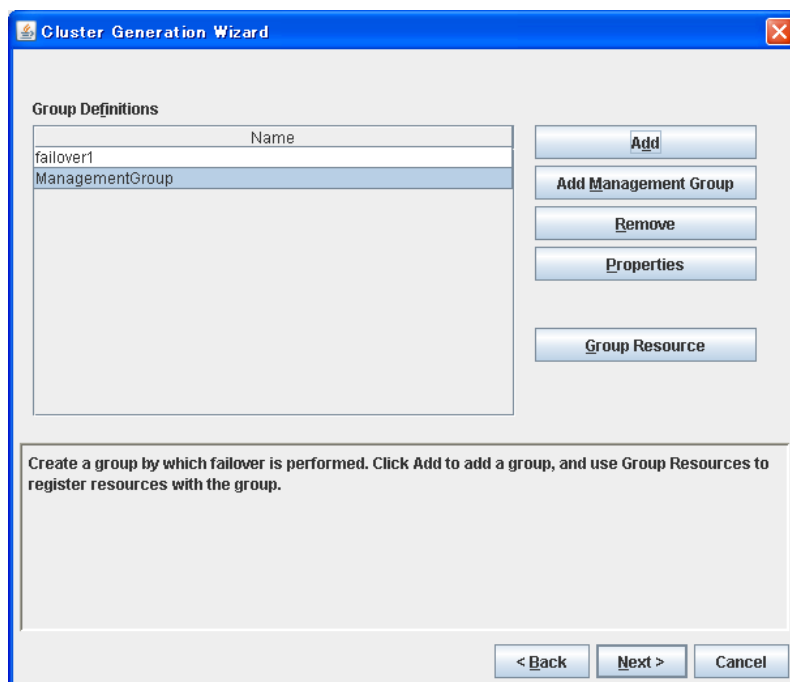 Cluster Generation Wizard
Group Definitions
Name
failover1
ManagementGroup
Add
Add Management Group
Remove
Properties
Group Resource
Create a group by which failover is performed. Click Add to add a group, and use Group Resources to
register resources with the group.
< Back
Next >
Cancel